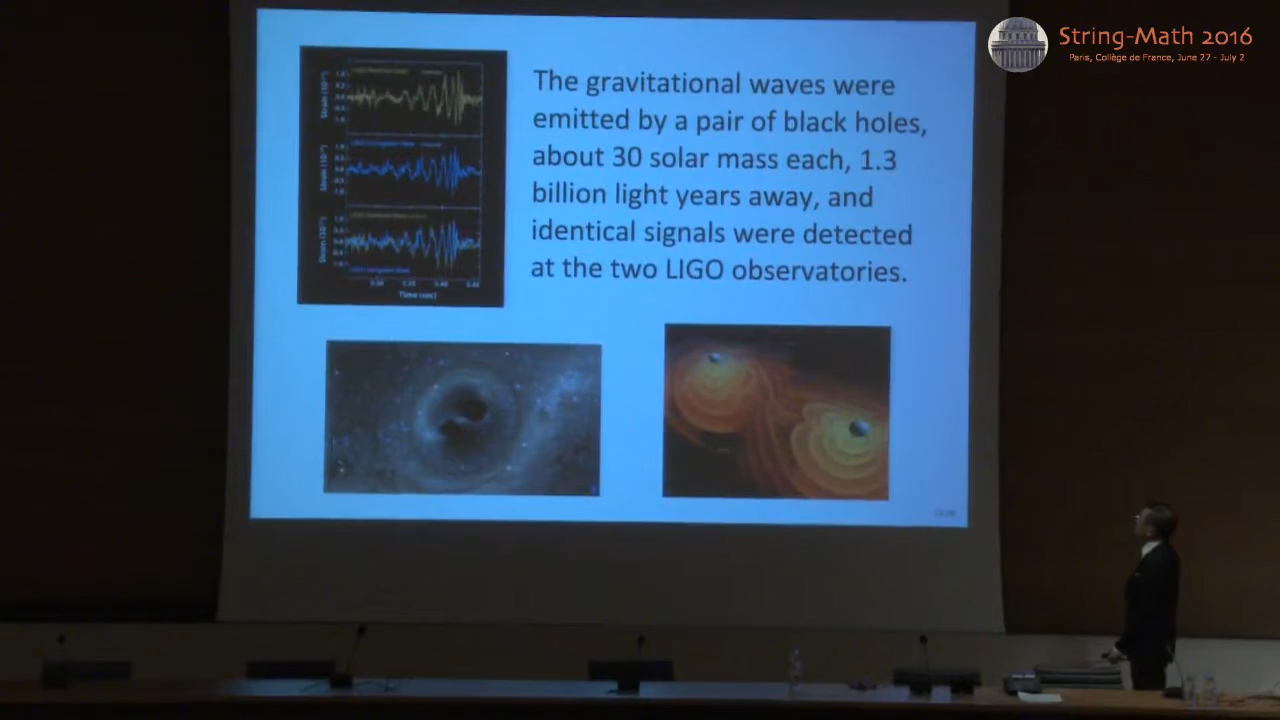 String-Math 2016
Paris, Collège de France, June 27 - July 2
The gravitational waves were
emitted by a pair of black holes,
about 30 solar mass each, 1.3
billion light years away, and
identical signals were detected
at the two LIGO observatories.
Time (sec)